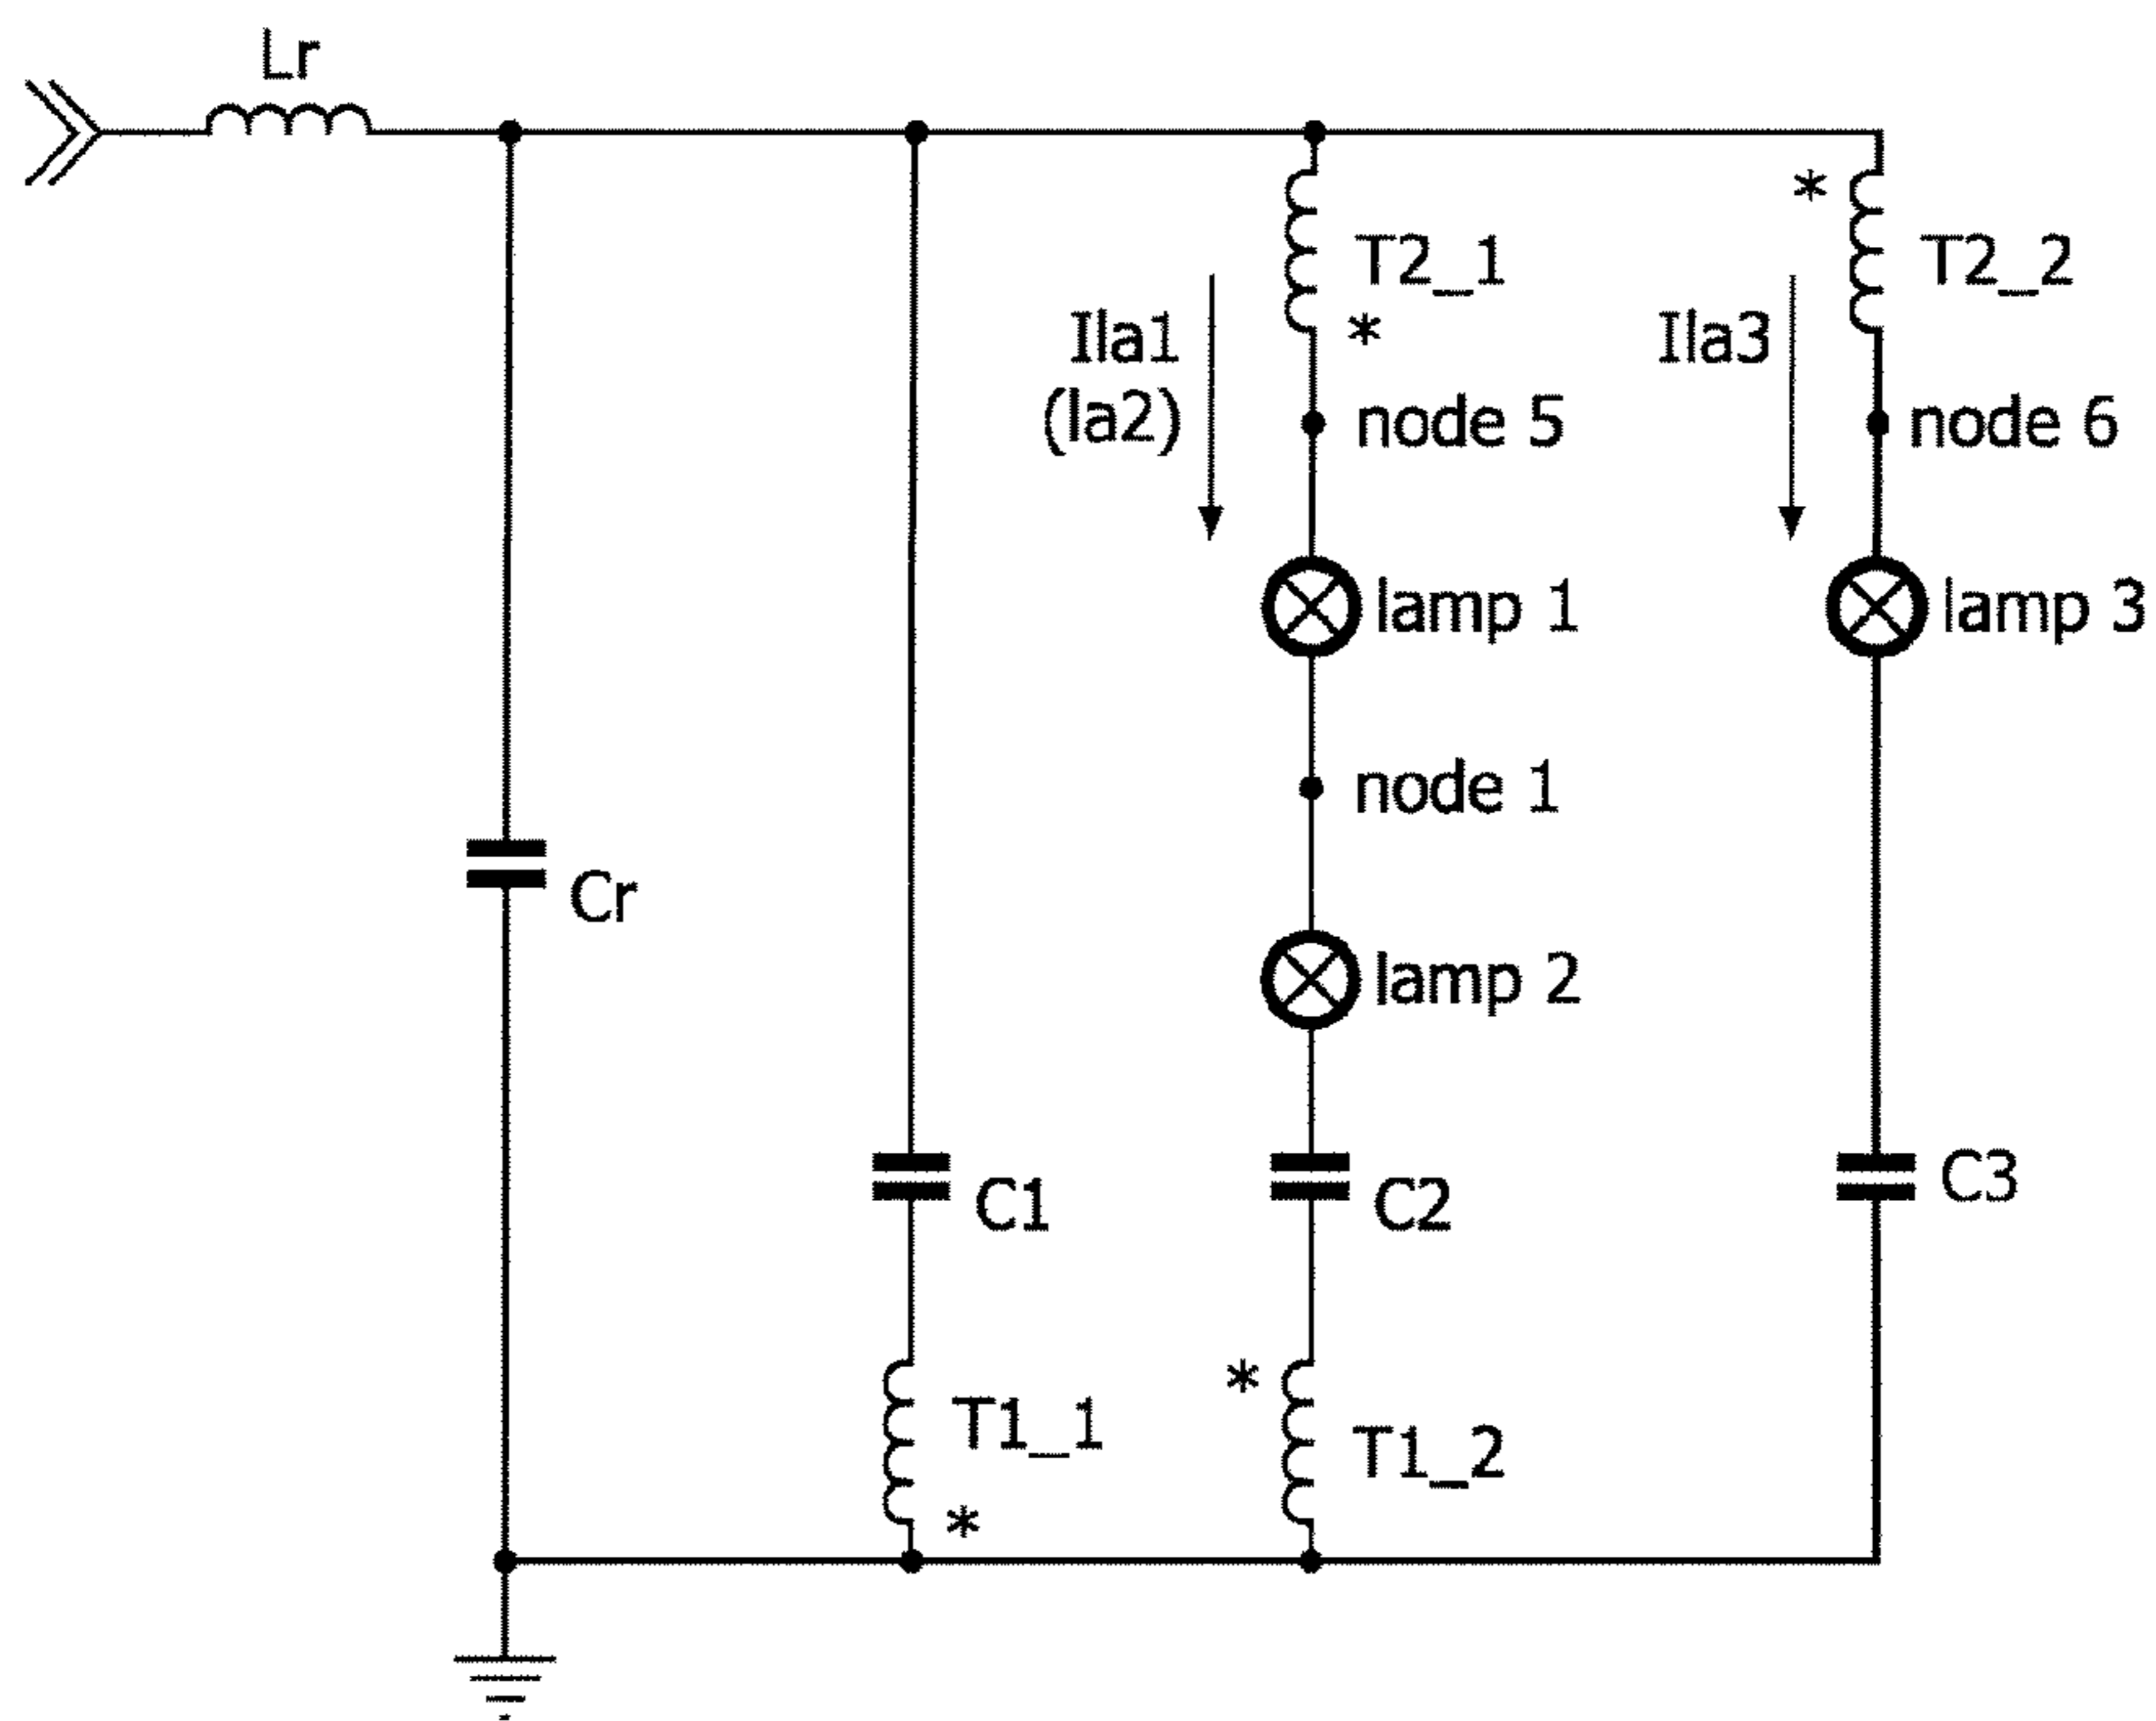 Lr
*
T2_1
T2_2
Ila1
(la2)
*
Ila3
node 5
node 6
lamp 1
lamp 3
node 1
Cr
lamp 2
C1
C2
C3
*
T1_1
T1_2
*